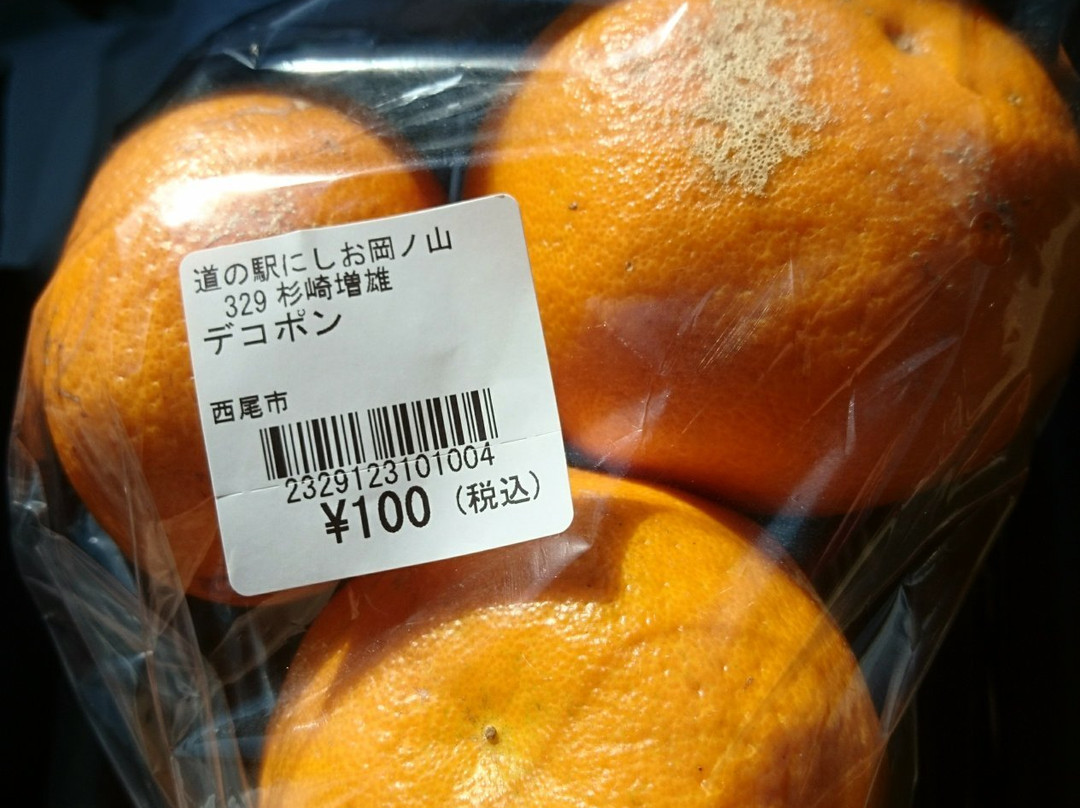 道の駅にしお岡ノ山
329 杉崎増雄
デコポン
西尾市
2329123101004
¥100 (税込)